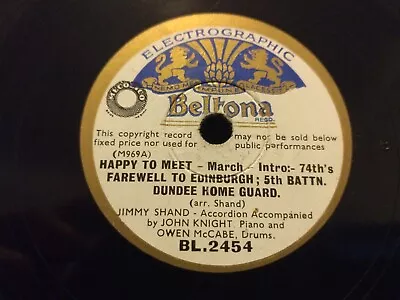 ELECTROGRAPHIC
Beltona
REGD.
This copyright record may not be sold below
fixed price nor used for public performances
(M969A)
HAPPY TO MEET - March - Intro:- 74th's
FAREWELL TO EDINBURGH; 5th BATTN.
DUNDEE HOME GUARD.
(arr. Shand)
JIMMY SHAND - Accordion Accompanied
by JOHN KNIGHT, Piano and
OWEN McCABE, Drums.
BL.2454